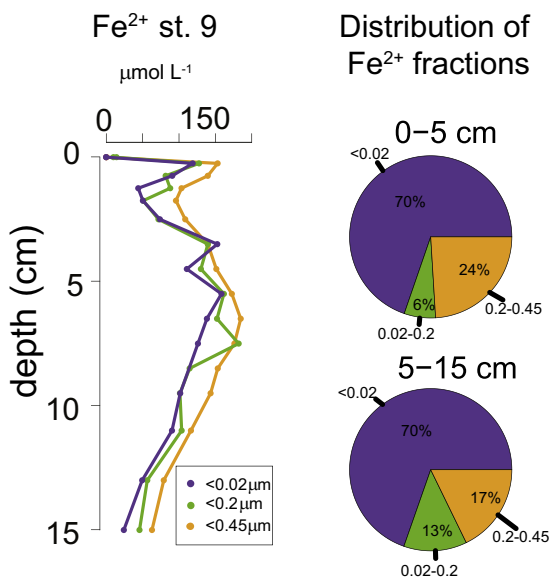 Fe²⁺ st. 9
µmol L⁻¹
0 150
0
5
10
15
depth (cm)
<0.02µm
<0.2µm
<0.45µm
Distribution of
Fe²⁺ fractions
0−5 cm
<0.02
70%
24%
6%
0.2-0.45
0.02-0.2
5−15 cm
<0.02
70%
17%
13%
0.2-0.45
0.02-0.2